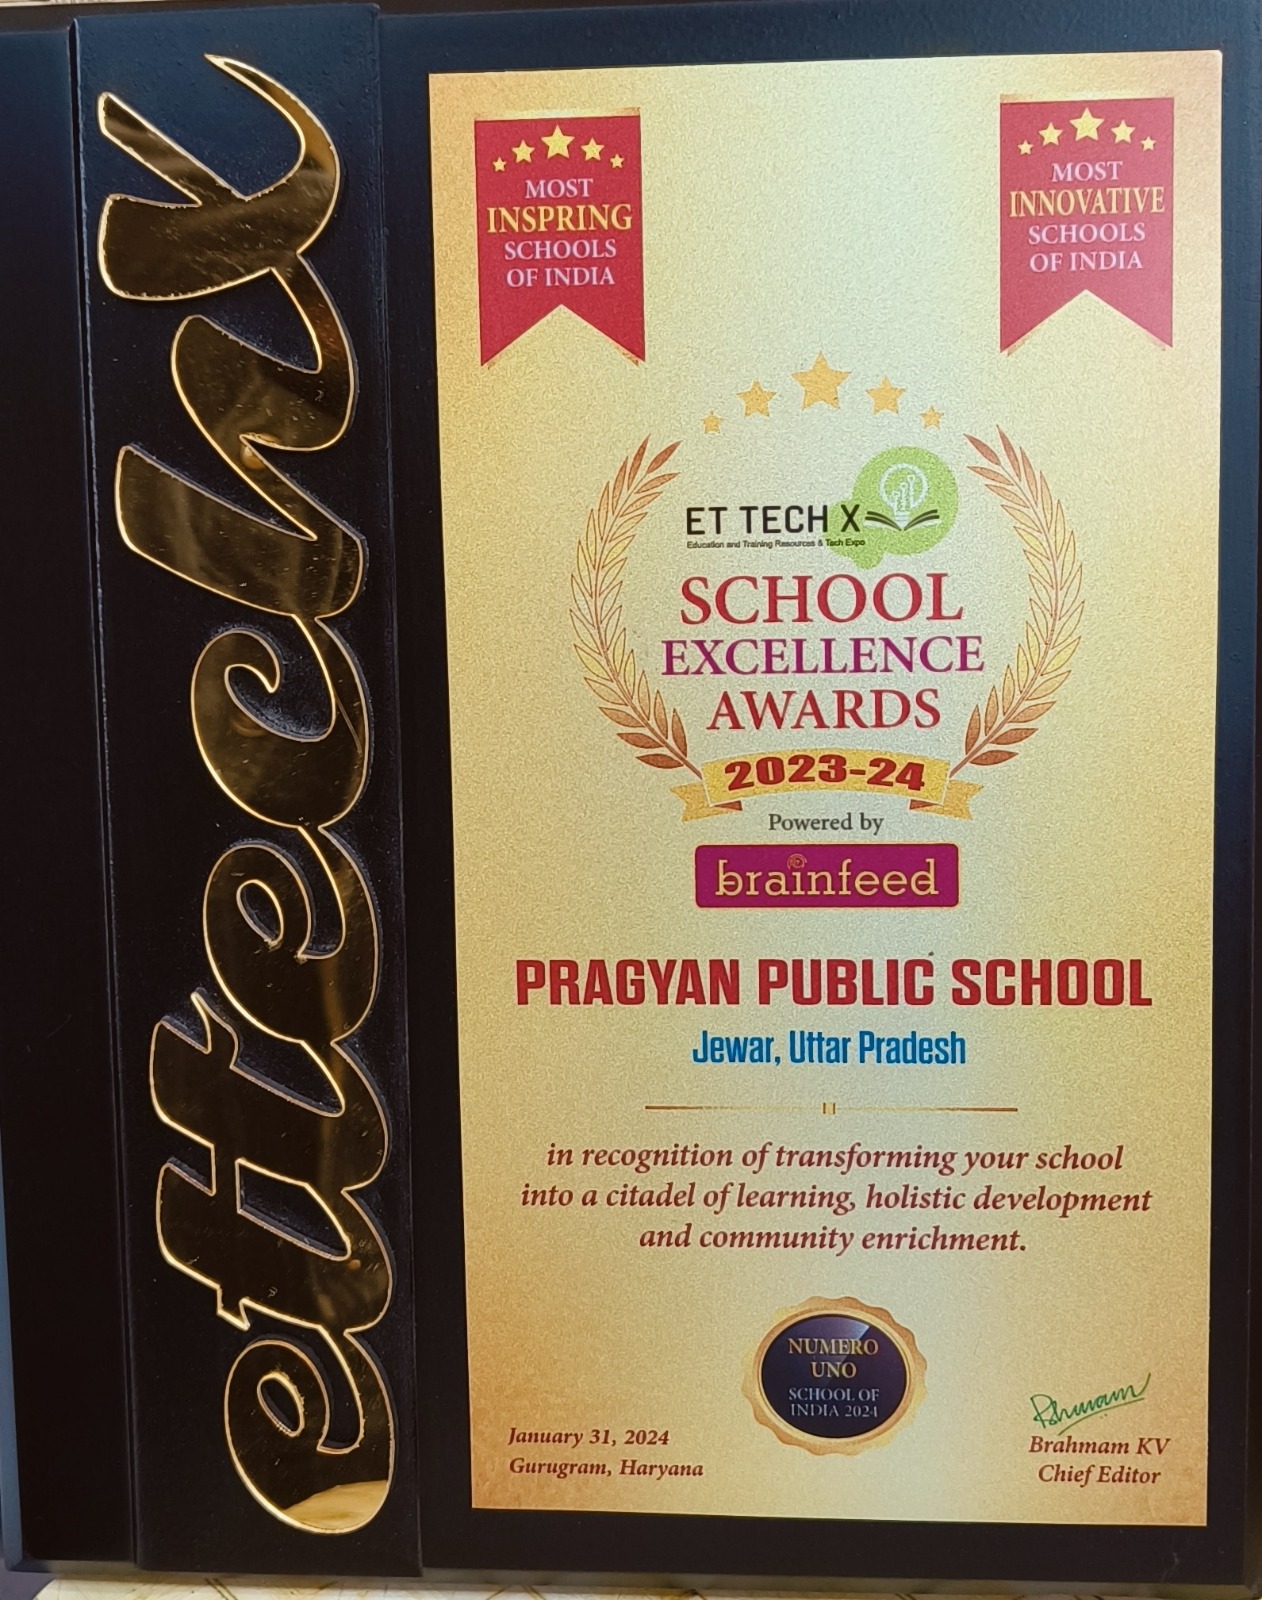 ettechx
MOST
INSPRING
SCHOOLS
OF INDIA
MOST
INNOVATIVE
SCHOOLS
OF INDIA
ET TECH X
Education and Training Resources & Tech Expo
SCHOOL
EXCELLENCE
AWARDS
2023-24
Powered by
brainfeed
PRAGYAN PUBLIC SCHOOL
Jewar, Uttar Pradesh
in recognition of transforming your school
into a citadel of learning, holistic development
and community enrichment.
NUMERO
UNO
SCHOOL OF
INDIA 2024
January 31, 2024
Gurugram, Haryana
Brahmam KV
Chief Editor